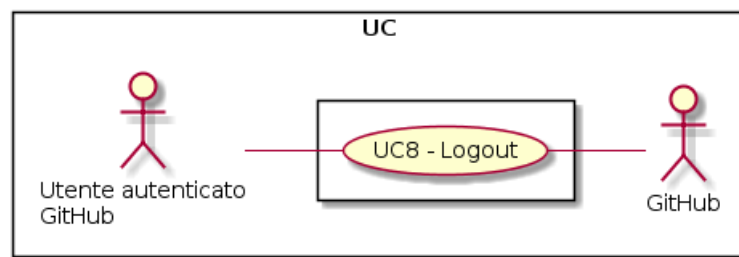 UC
UC8 - Logout
Utente autenticato
GitHub
GitHub